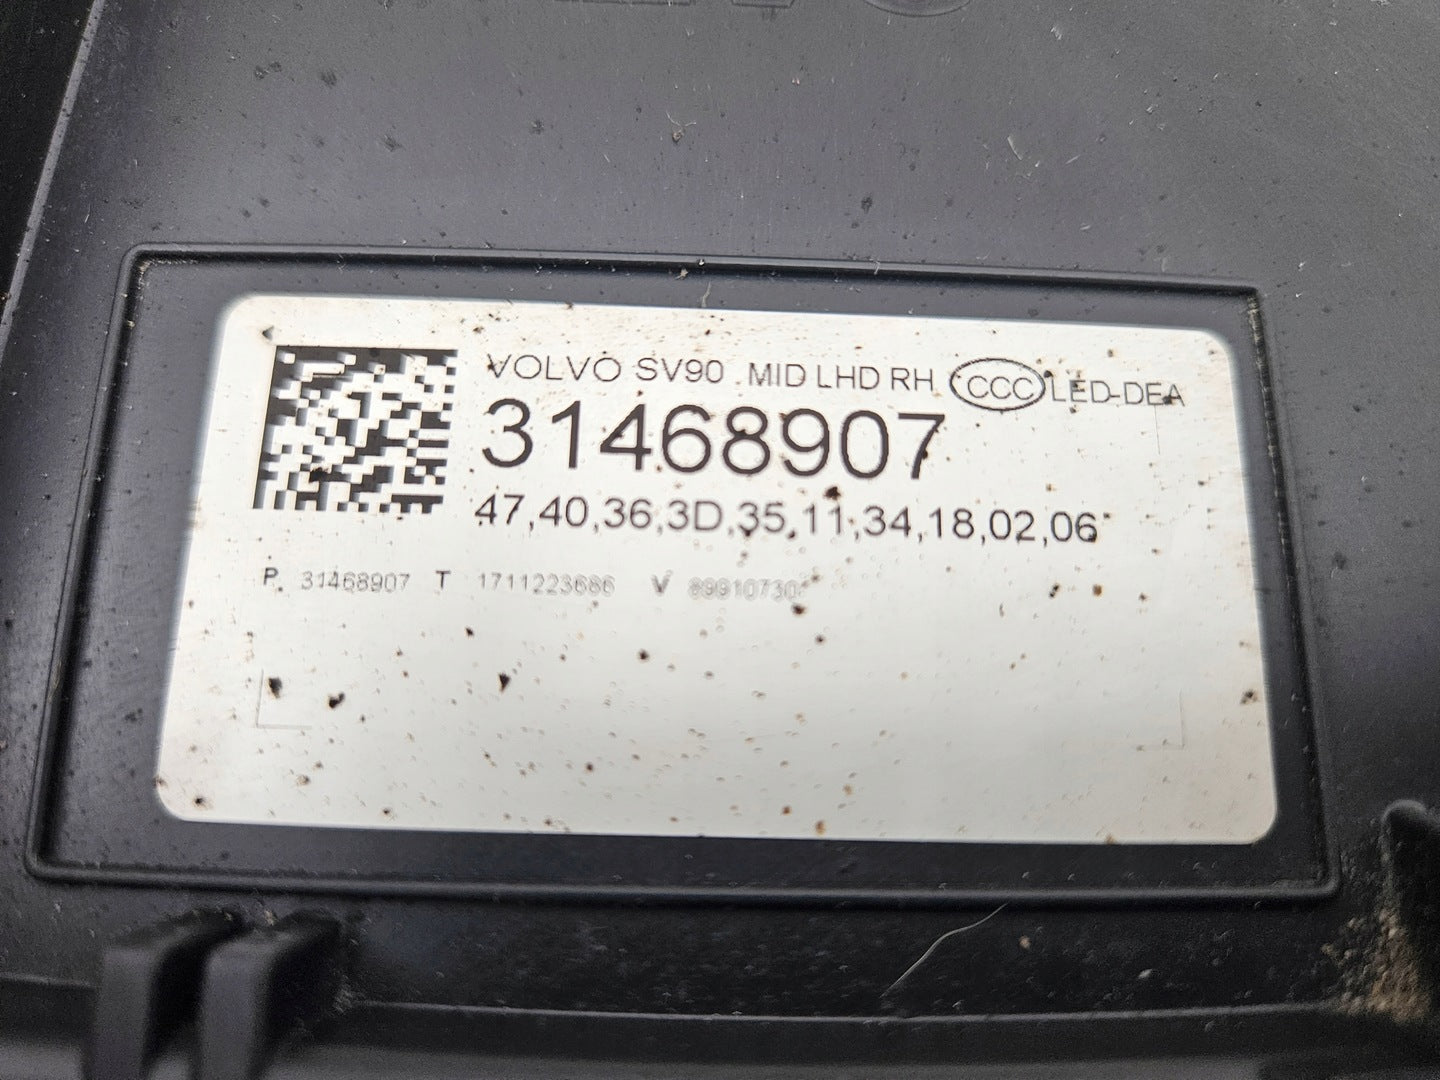 VOLVO SV90 MID LHD RH CCC LED-DEA
31468907
47,40,36,3D,35,11,34,18,02,06
P 31468907 T 1711223686 V